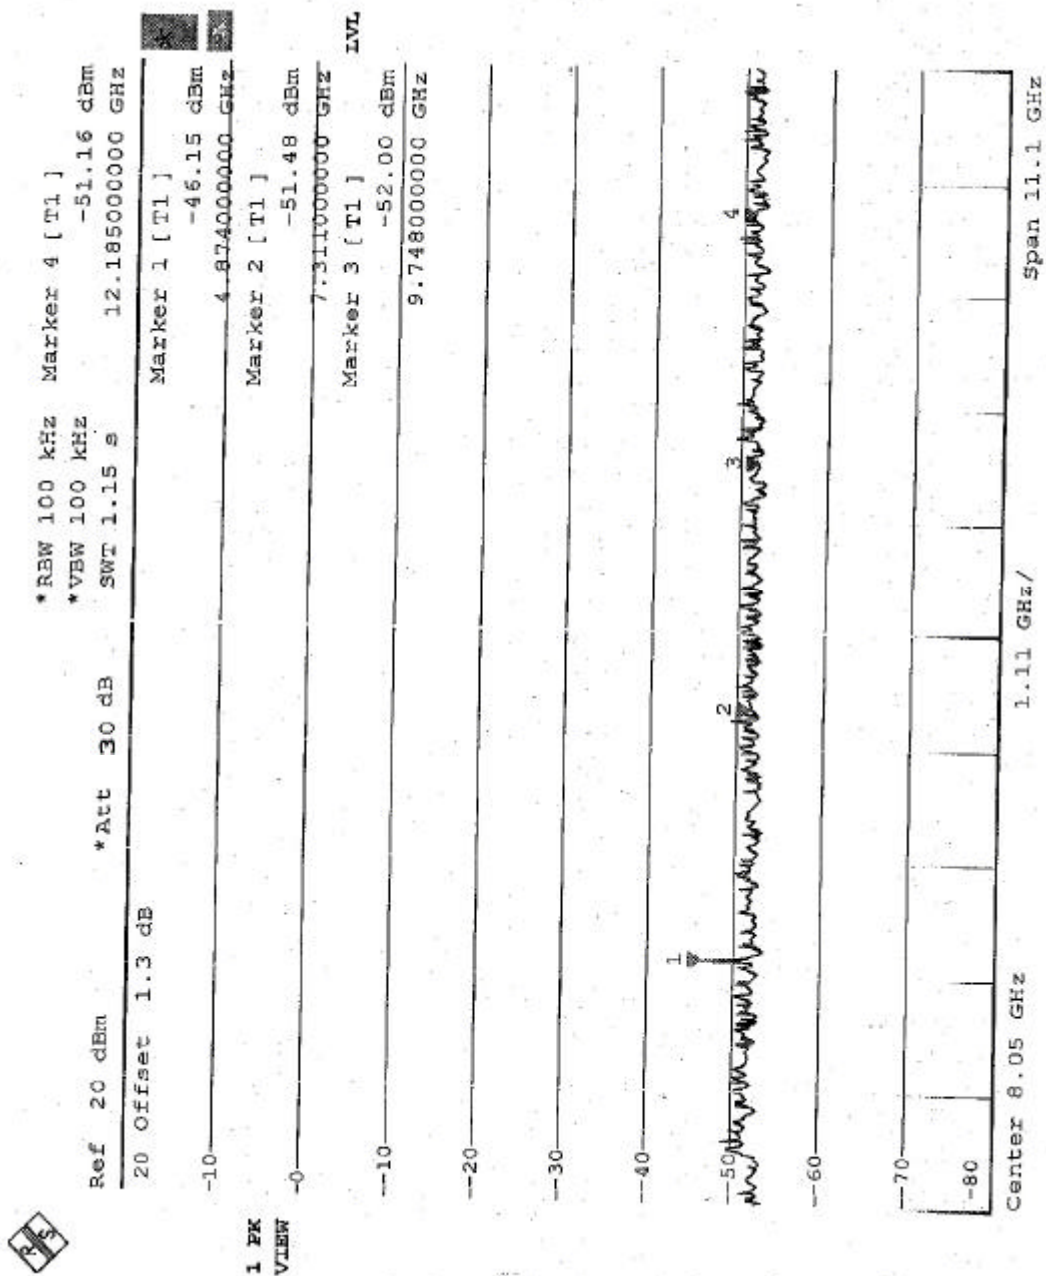 R S
*RBW 100 kHz Marker 4 [T1 ]
*VBW 100 kHz -51.16 dBm
Ref 20 dBm *Att 30 dB SWT 1.15 s 12.185000000 GHz
20 Offset 1.3 dB Marker 1 [T1 ]
-46.15 dBm
-10 4.874000000 GHz
1 PK
VIEW
Marker 2 [T1 ]
-51.48 dBm
-0 7.311000000 GHz
Marker 3 [T1 ]
LVL
-52.00 dBm
--10 9.748000000 GHz
--20
--30
--40
1
2
3
4
--50
--60
--70
-80
Center 8.05 GHz 1.11 GHz/ Span 11.1 GHz